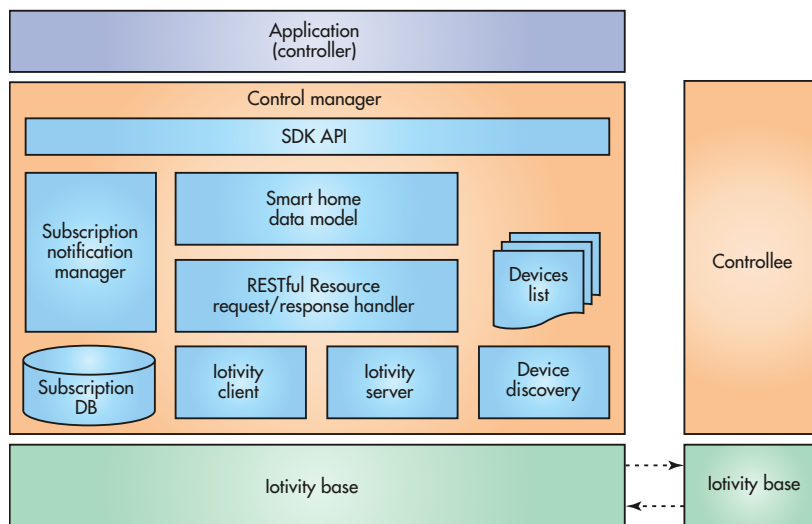 Application
(controller)
Control manager
SDK API
Subscription
notification
manager
Smart home
data model
RESTful Resource
request/response handler
Devices
list
Controllee
Subscription
DB
Iotivity
client
Iotivity
server
Device
discovery
Iotivity base
Iotivity base